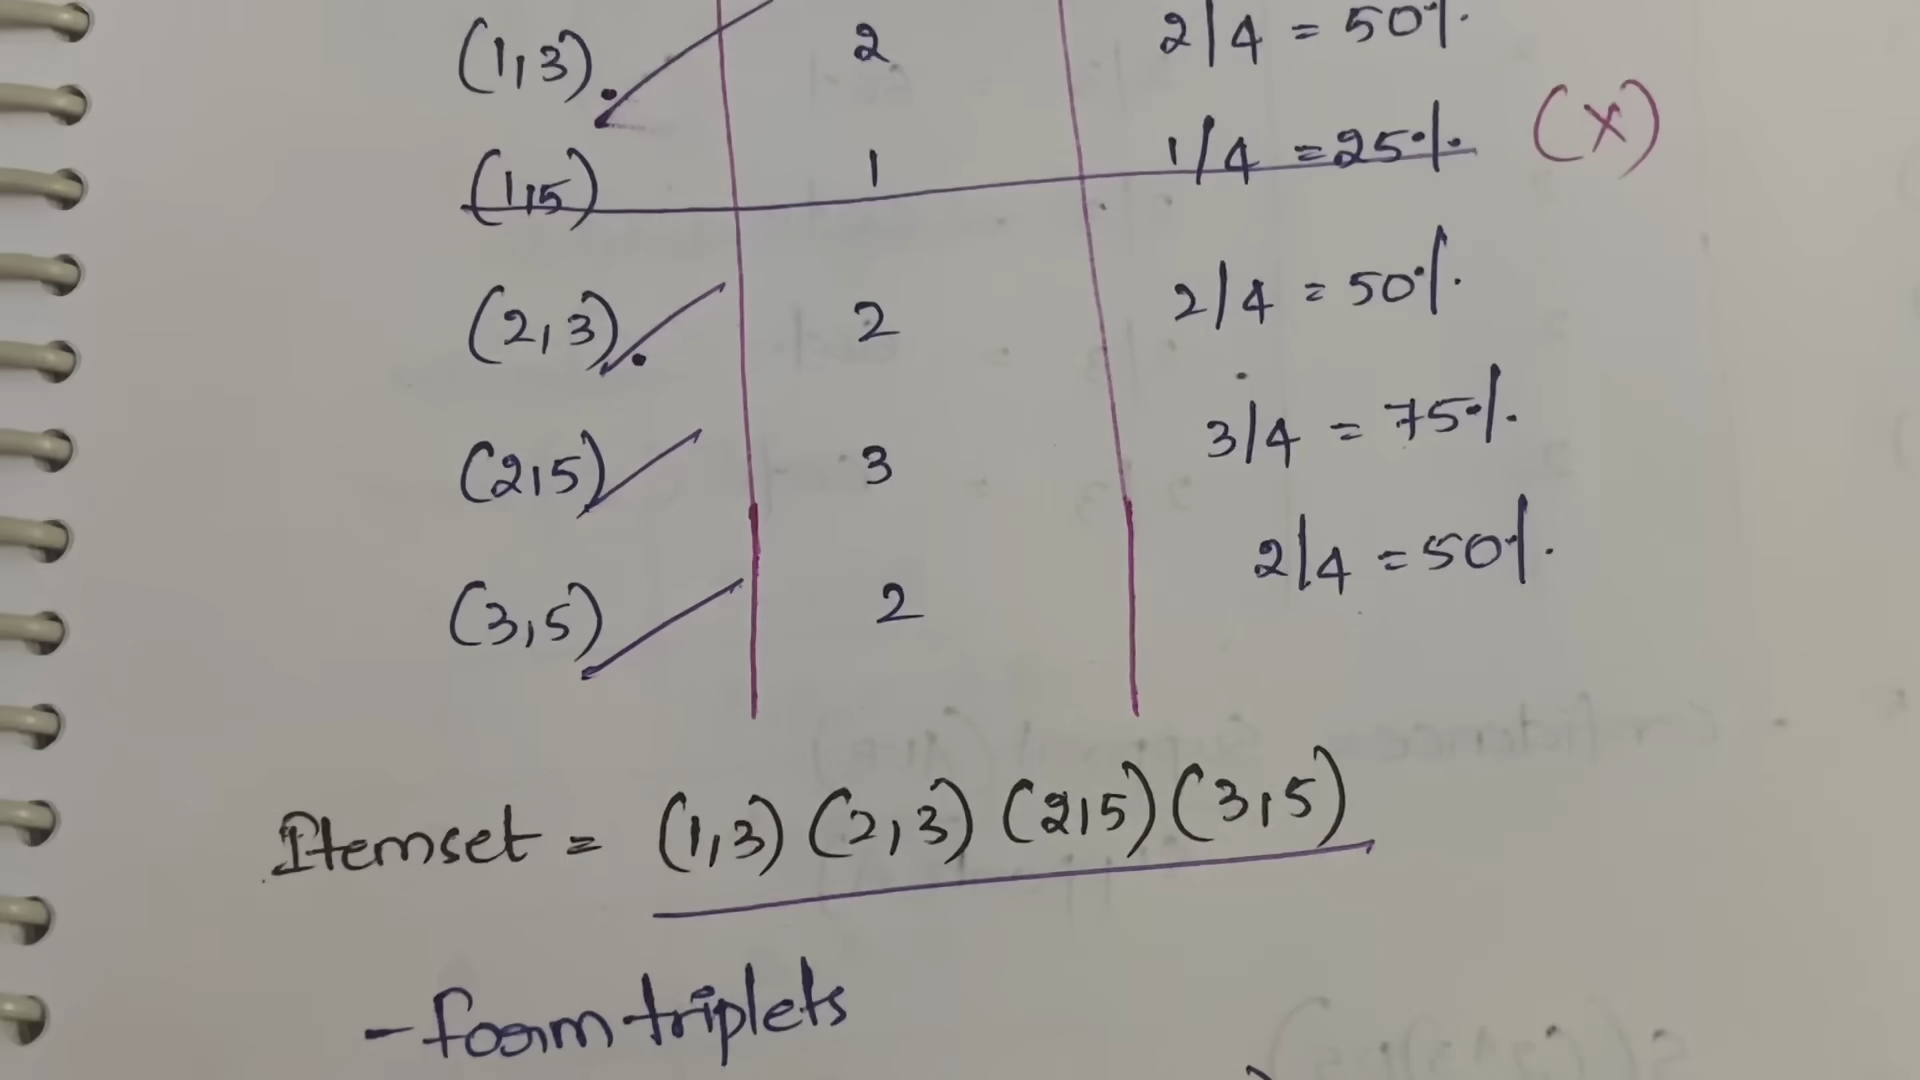 (1,3) 2 2/4 = 50%
(1,5) 1 1/4 = 25% (X)
(2,3) 2 2/4 = 50%
(2,5) 3 3/4 = 75%
(3,5) 2 2/4 = 50%
Itemset = (1,3) (2,3) (2,5) (3,5)
- foorm triplets